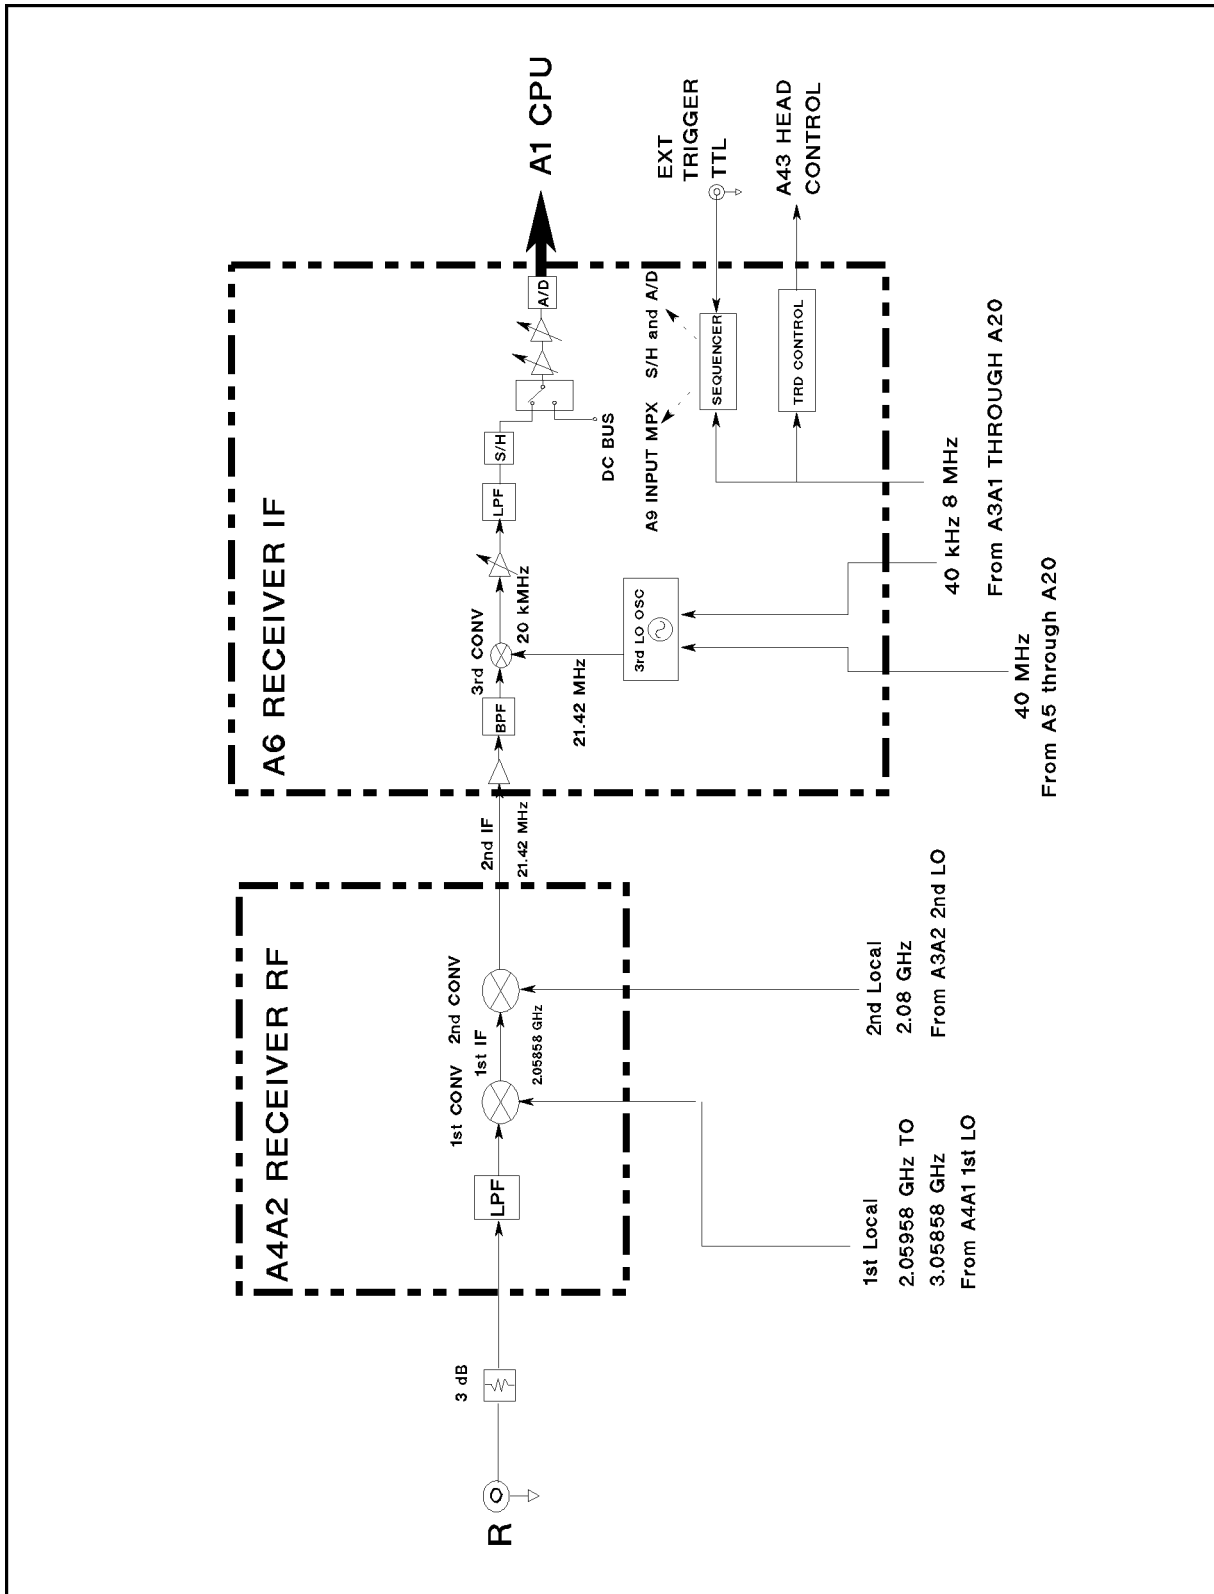 R
3 dB
A4A2 RECEIVER RF
LPF
1st CONV
1st IF
2.05858 GHz
2nd CONV
1st Local
2.05958 GHz TO
3.05858 GHz
From A4A1 1st LO
2nd Local
2.08 GHz
From A3A2 2nd LO
2nd IF
21.42 MHz
A6 RECEIVER IF
BPF
3rd CONV
20 kMHz
21.42 MHz
3rd LO OSC
LPF
S/H
DC BUS
A/D
A1 CPU
A9 INPUT MPX
S/H and A/D
SEQUENCER
TRD CONTROL
EXT
TRIGGER
TTL
A43 HEAD
CONTROL
40 MHz
From A5 through A20
40 kHz 8 MHz
From A3A1 THROUGH A20